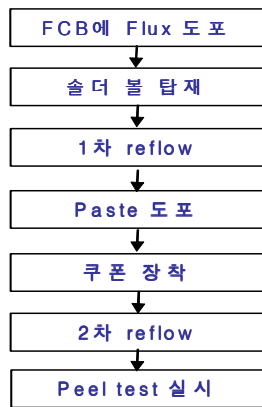 FCB에 Flux 도포
솔더 볼 탑재
1차 reflow
Paste 도포
쿠폰 장착
2차 reflow
Peel test 실시